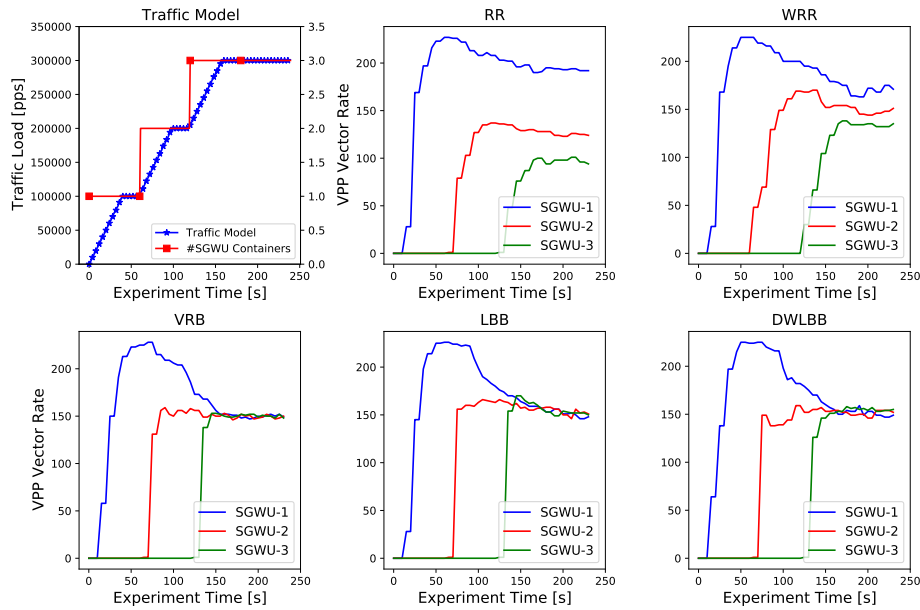 Traffic Model
RR
WRR
350000
300000
250000
200000
150000
100000
50000
0
3.5
3.0
2.5
2.0
1.5
1.0
0.5
0.0
Traffic Load [pps]
Traffic Model
#SGWU Containers
0 50 100 150 200 250
Experiment Time [s]
VPP Vector Rate
200
150
100
50
0
SGWU-1
SGWU-2
SGWU-3
0 50 100 150 200 250
Experiment Time [s]
200
150
100
50
0
SGWU-1
SGWU-2
SGWU-3
0 50 100 150 200 250
Experiment Time [s]
VRB
LBB
DWLBB
VPP Vector Rate
200
150
100
50
0
SGWU-1
SGWU-2
SGWU-3
0 50 100 150 200 250
Experiment Time [s]
200
150
100
50
0
SGWU-1
SGWU-2
SGWU-3
0 50 100 150 200 250
Experiment Time [s]
200
150
100
50
0
SGWU-1
SGWU-2
SGWU-3
0 50 100 150 200 250
Experiment Time [s]